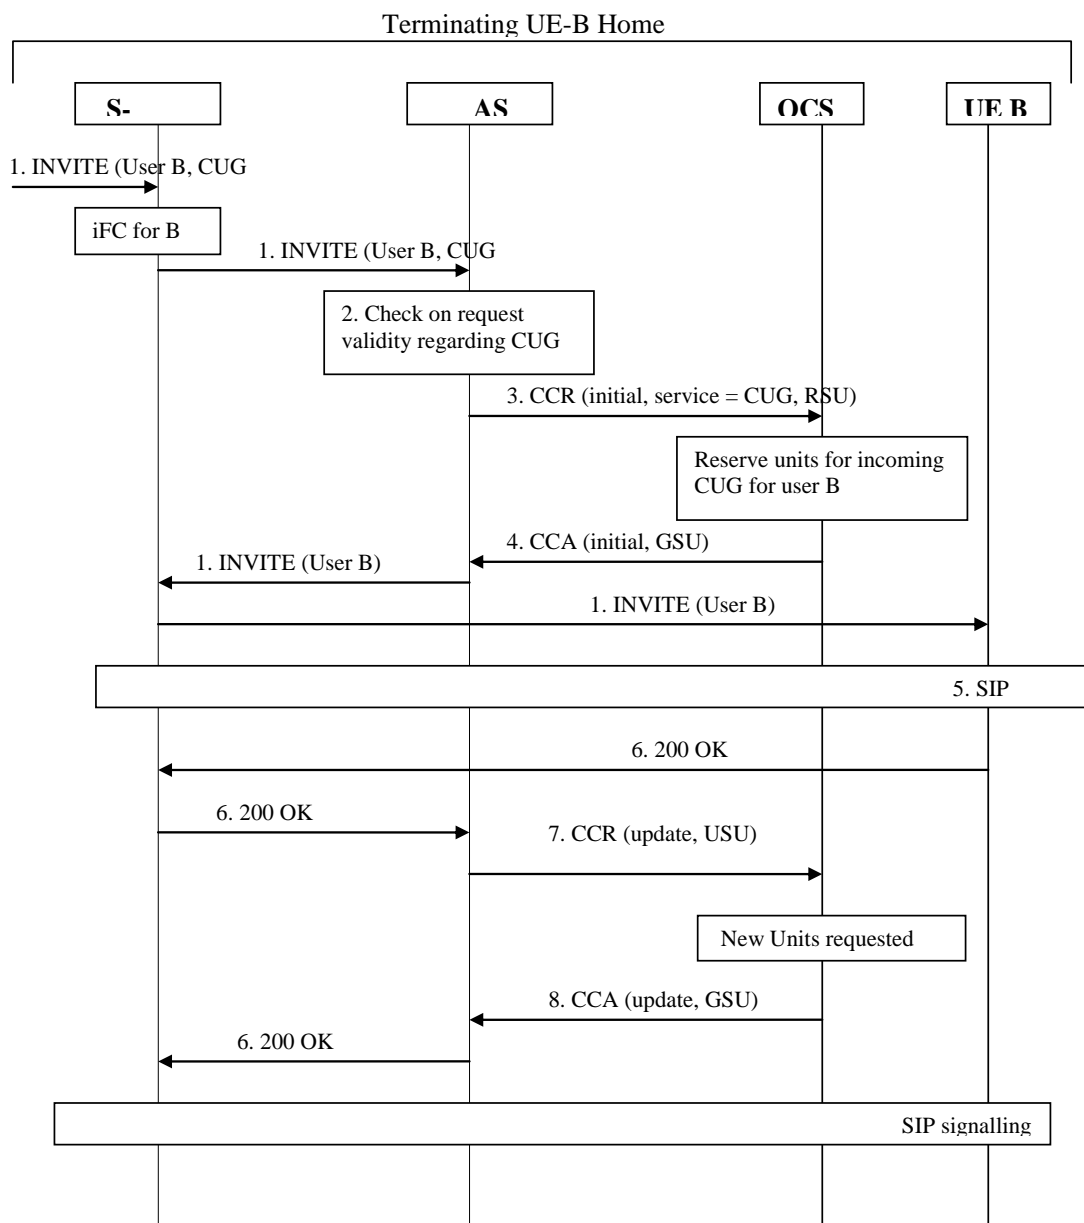 Terminating UE-B Home
S-
AS
OCS
UE B
1. INVITE (User B, CUG
iFC for B
1. INVITE (User B, CUG
2. Check on request
validity regarding CUG
3. CCR (initial, service = CUG, RSU)
Reserve units for incoming
CUG for user B
4. CCA (initial, GSU)
1. INVITE (User B)
1. INVITE (User B)
5. SIP
6. 200 OK
6. 200 OK
7. CCR (update, USU)
New Units requested
8. CCA (update, GSU)
6. 200 OK
SIP signalling